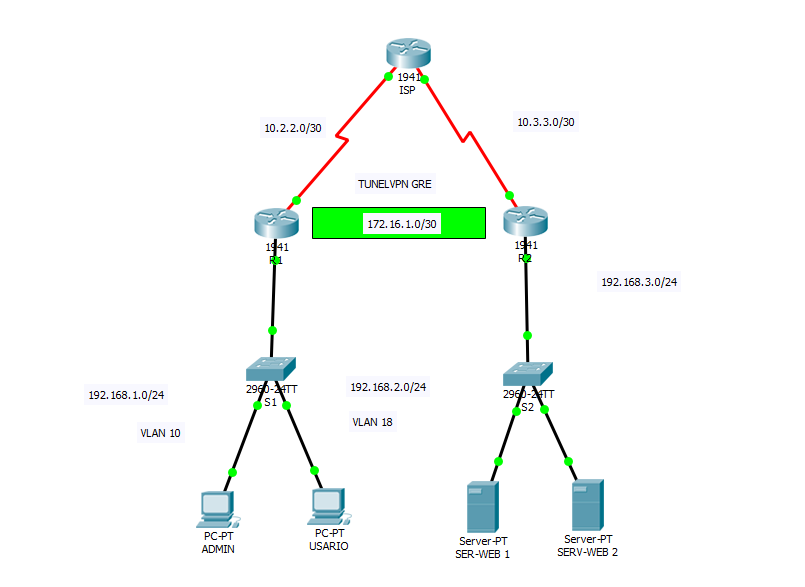 1941
ISP
10.2.2.0/30
10.3.3.0/30
TUNELVPN GRE
172.16.1.0/30
1941
R1
1941
R2
192.168.3.0/24
2960-24TT
S1
192.168.1.0/24
192.168.2.0/24
2960-24TT
S2
VLAN 10
VLAN 18
PC-PT
ADMIN
PC-PT
USARIO
Server-PT
SER-WEB 1
Server-PT
SERV-WEB 2